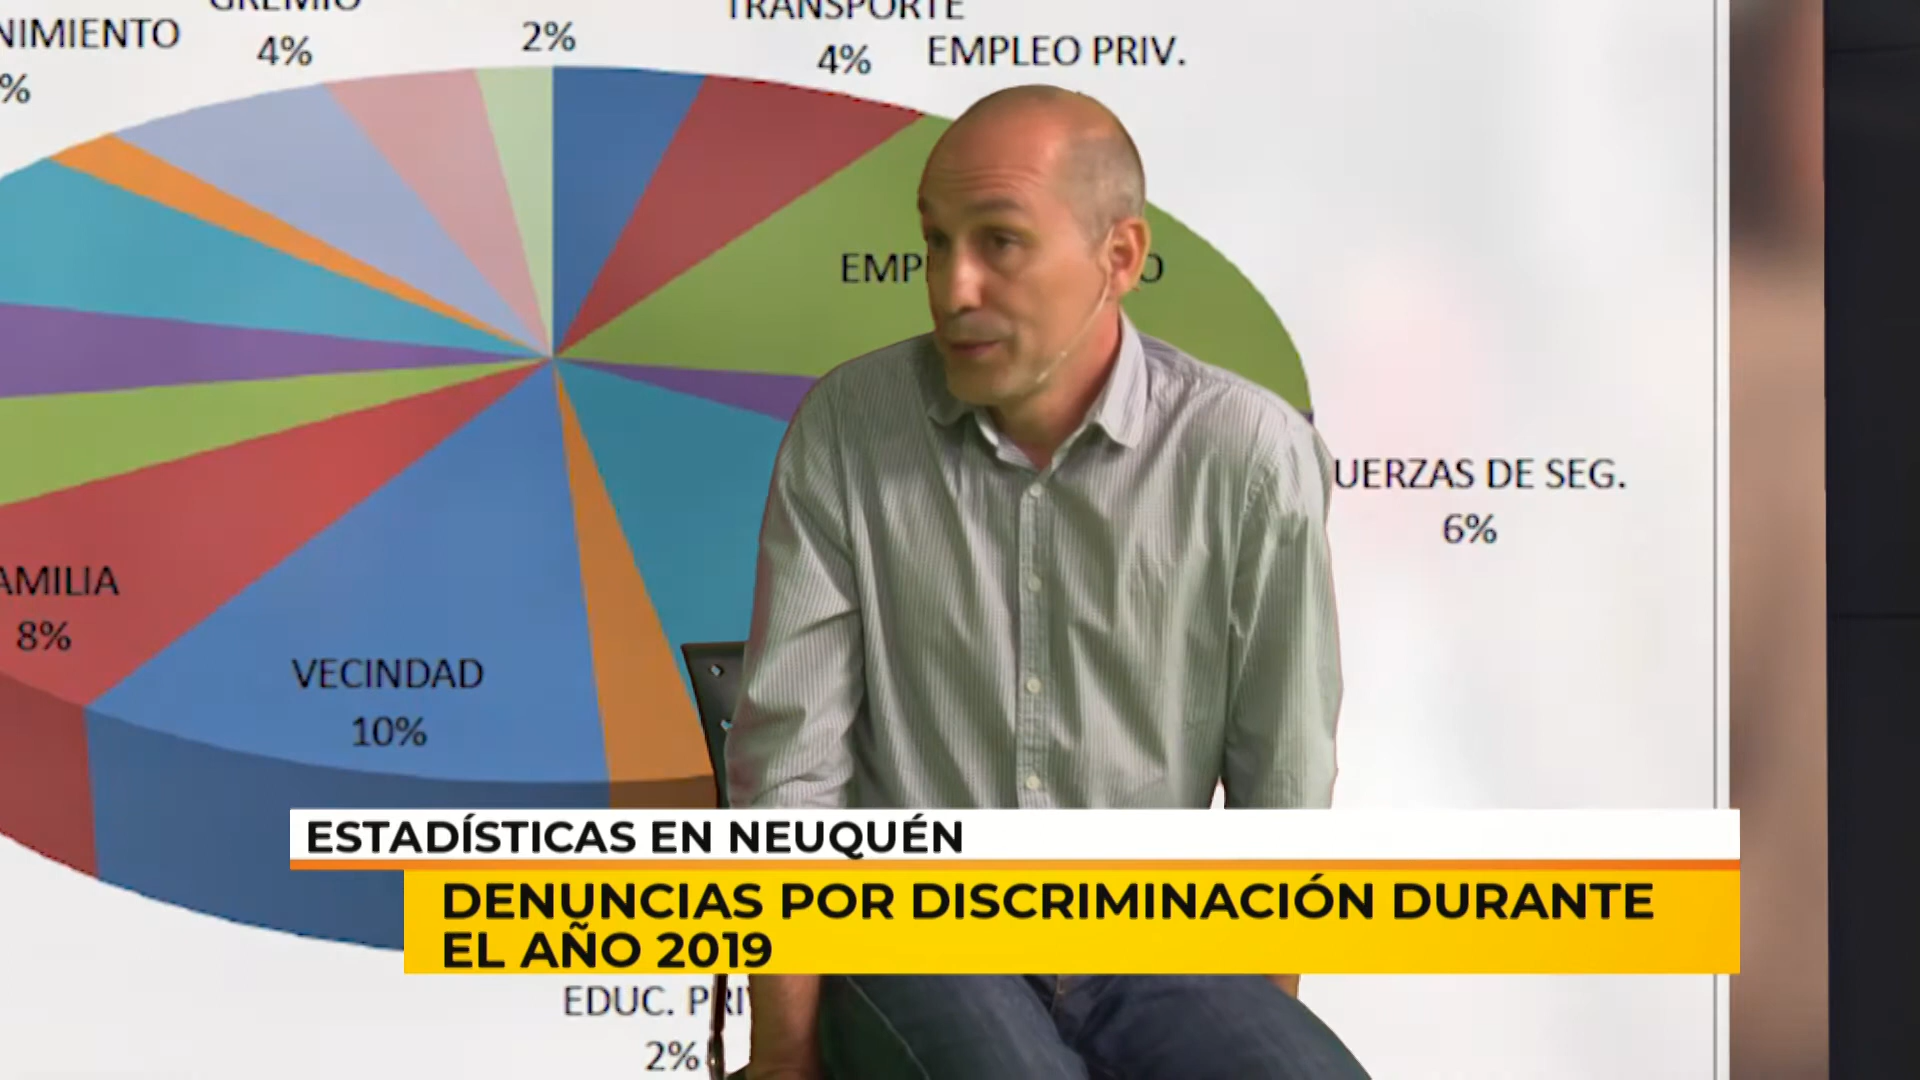 GREMIO
4%
2%
TRANSPORTE
4%
EMPLEO PRIV.
NIMIENTO
%
EMP
O
UERZAS DE SEG.
6%
AMILIA
8%
VECINDAD
10%
ESTADÍSTICAS EN NEUQUÉN
DENUNCIAS POR DISCRIMINACIÓN DURANTE
EL AÑO 2019
EDUC. PRI
2%